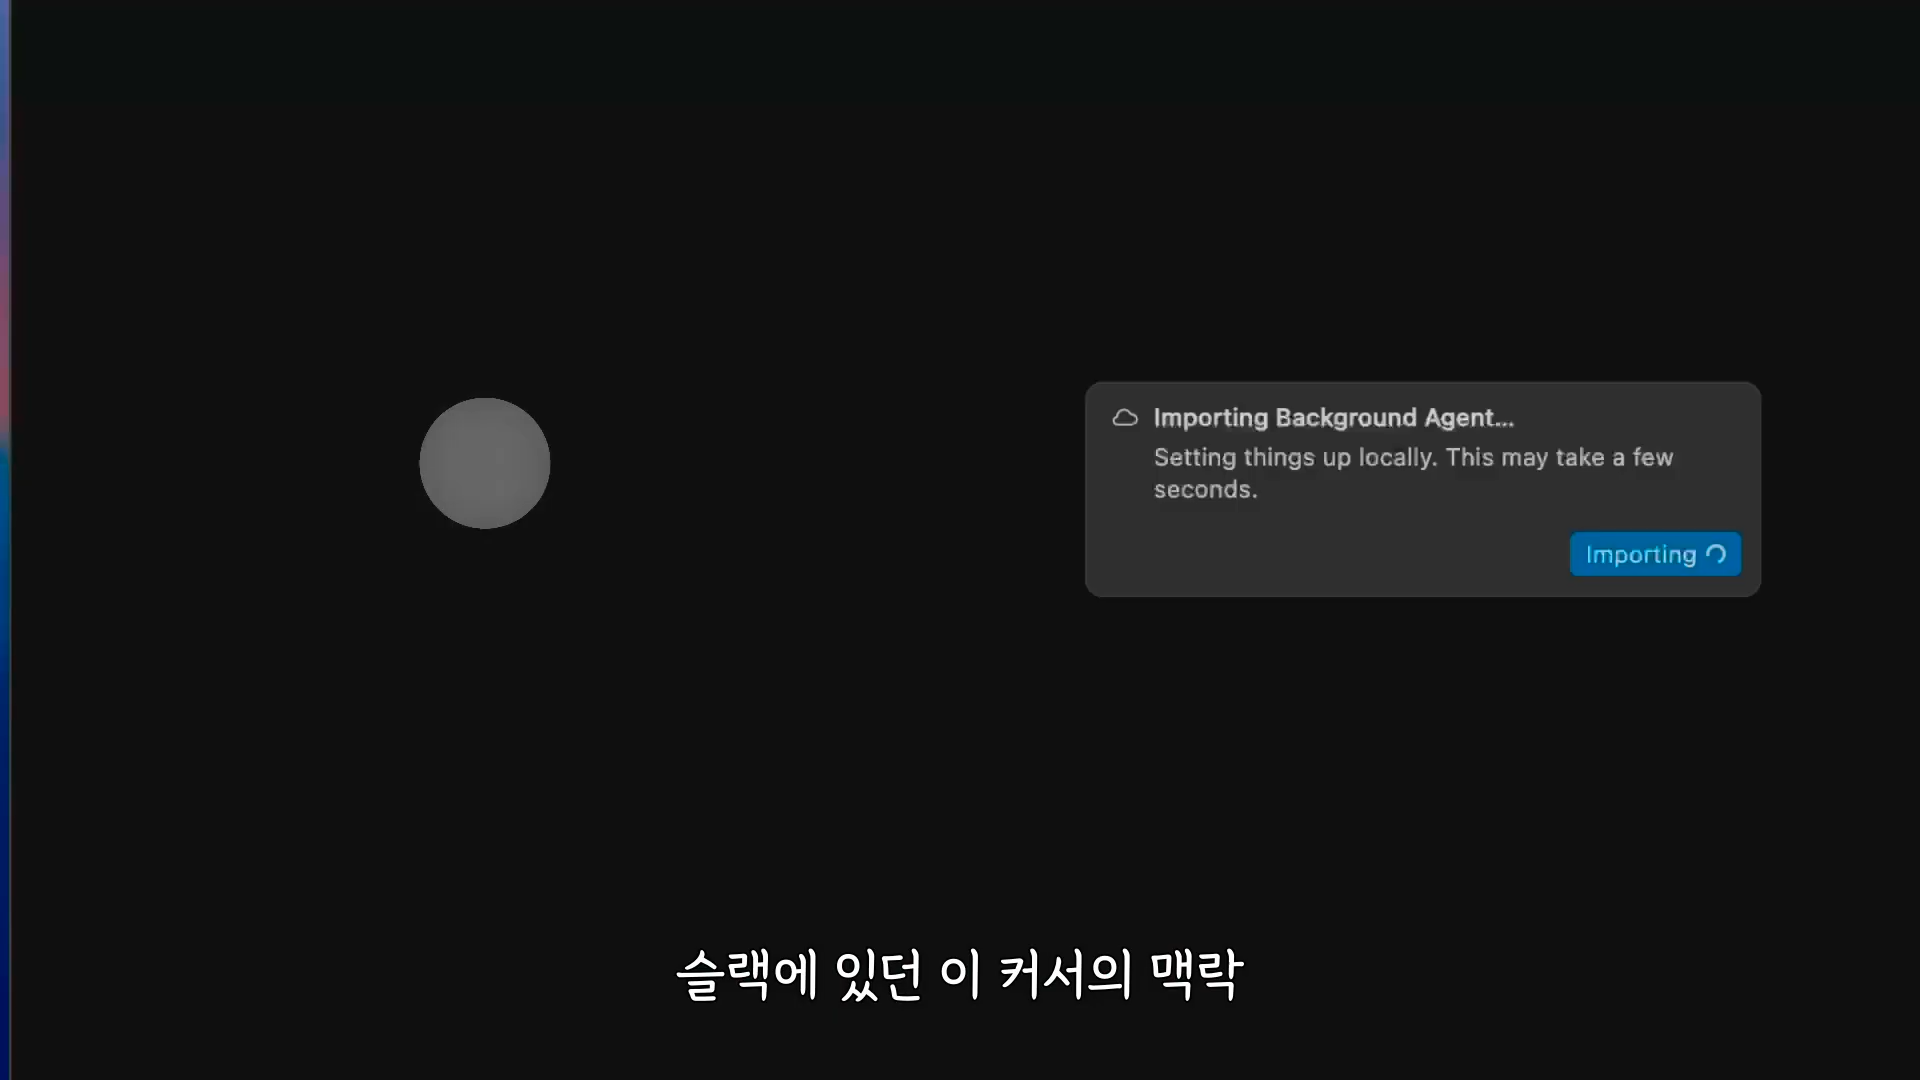 Importing Background Agent...
Setting things up locally. This may take a few
seconds.
Importing
슬랙에 있던 이 커서의 맥락